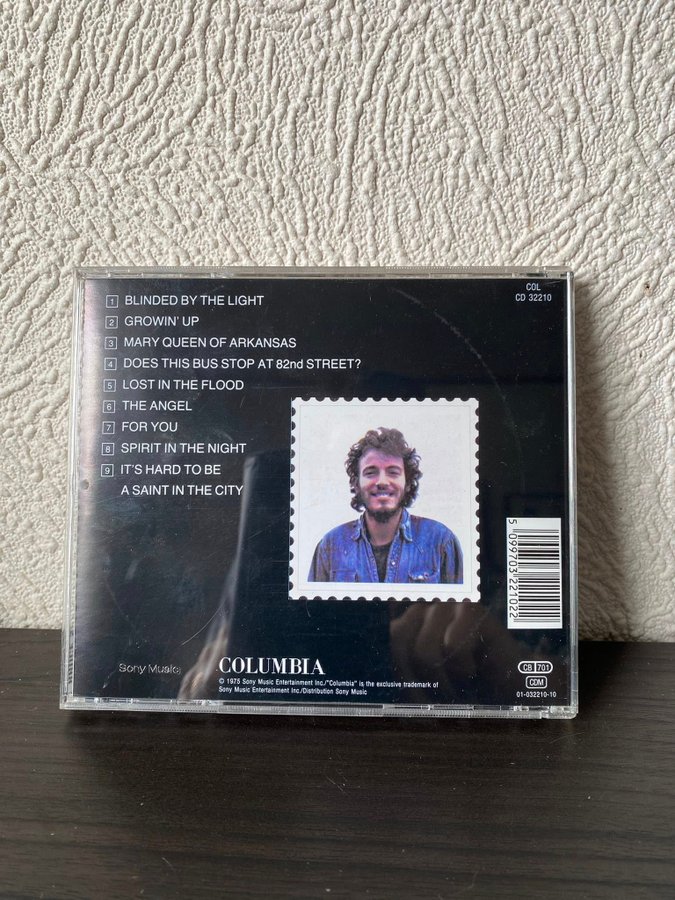 COL
CD 32210
1 BLINDED BY THE LIGHT
2 GROWIN' UP
3 MARY QUEEN OF ARKANSAS
4 DOES THIS BUS STOP AT 82nd STREET?
5 LOST IN THE FLOOD
6 THE ANGEL
7 FOR YOU
8 SPIRIT IN THE NIGHT
9 IT'S HARD TO BE
A SAINT IN THE CITY
5 099703 221022
Sony Music
COLUMBIA
© 1975 Sony Music Entertainment Inc./"Columbia" is the exclusive trademark of
Sony Music Entertainment Inc./Distribution Sony Music
CB 701
CDM
01-032210-10